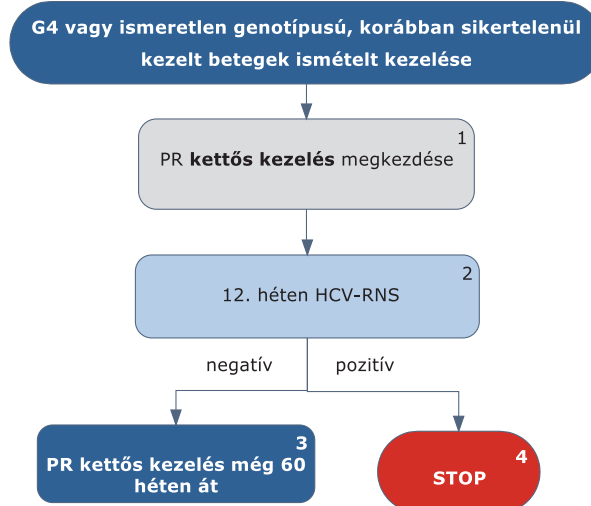 G4 vagy ismeretlen genotípusú, korábban sikertelenül
kezelt betegek ismételt kezelése
1
PR kettős kezelés megkezdése
2
12. héten HCV-RNS
negatív
pozitív
3
PR kettős kezelés még 60
héten át
4
STOP